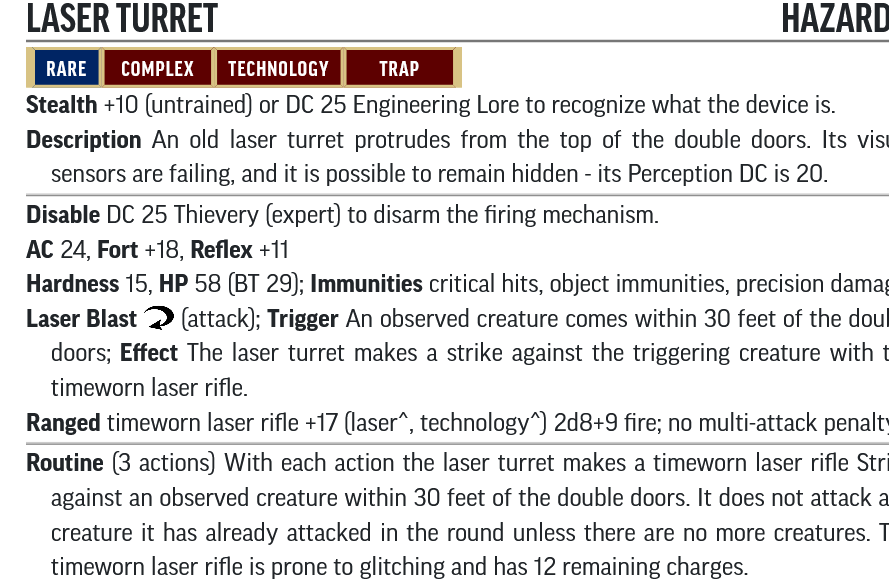 LASER TURRET HAZARD
RARE COMPLEX TECHNOLOGY TRAP
Stealth +10 (untrained) or DC 25 Engineering Lore to recognize what the device is.
Description An old laser turret protrudes from the top of the double doors. Its visu
sensors are failing, and it is possible to remain hidden - its Perception DC is 20.
Disable DC 25 Thievery (expert) to disarm the firing mechanism.
AC 24, Fort +18, Reflex +11
Hardness 15, HP 58 (BT 29); Immunities critical hits, object immunities, precision damag
Laser Blast (attack); Trigger An observed creature comes within 30 feet of the doul
doors; Effect The laser turret makes a strike against the triggering creature with t
timeworn laser rifle.
Ranged timeworn laser rifle +17 (laser^, technology^) 2d8+9 fire; no multi-attack penalty
Routine (3 actions) With each action the laser turret makes a timeworn laser rifle Stri
against an observed creature within 30 feet of the double doors. It does not attack a
creature it has already attacked in the round unless there are no more creatures. T
timeworn laser rifle is prone to glitching and has 12 remaining charges.